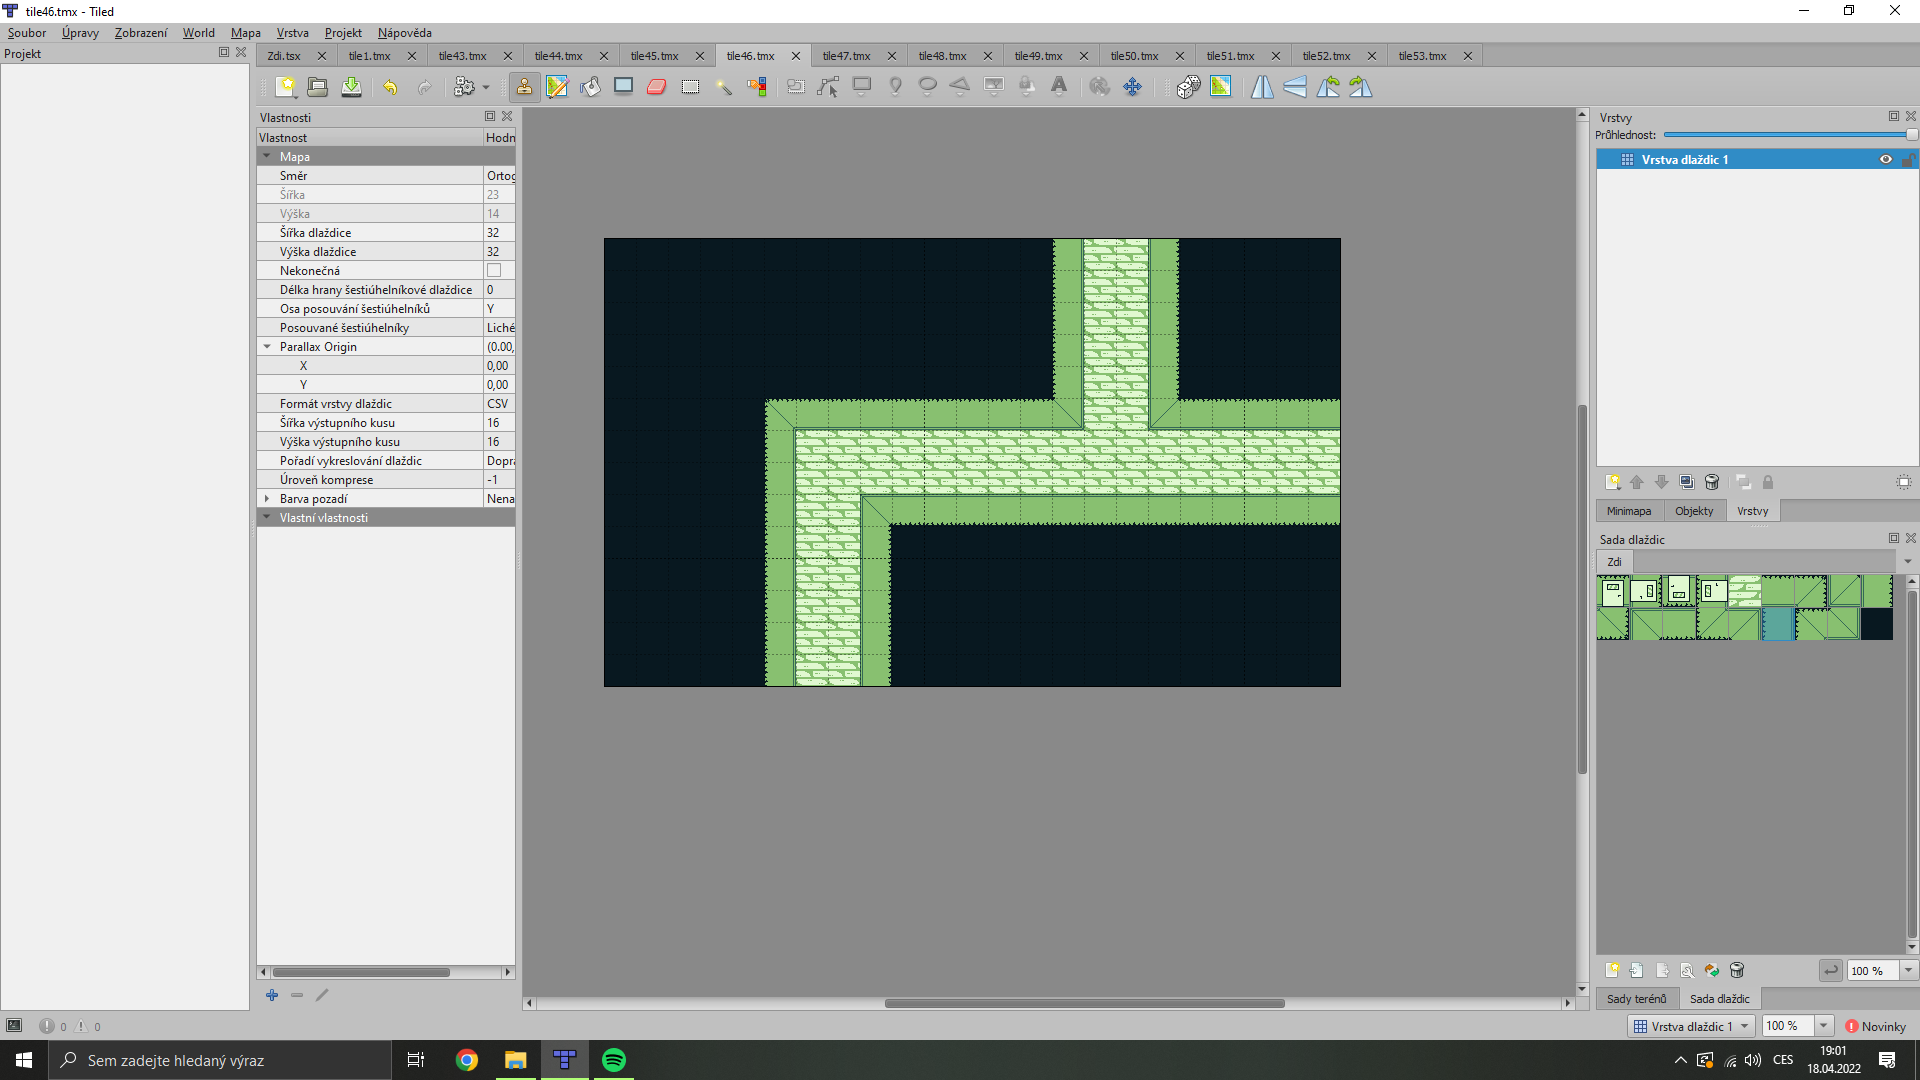 tile46.tmx - Tiled
Soubor Úpravy Zobrazení World Mapa Vrstva Projekt Nápověda
Projekt
Zdi.tsx tile1.tmx tile43.tmx tile44.tmx tile45.tmx tile46.tmx tile47.tmx tile48.tmx tile49.tmx tile50.tmx tile51.tmx tile52.tmx tile53.tmx
Vlastnosti
Vlastnost Hodn
Mapa
Směr Ortog
Šířka 23
Výška 14
Šířka dlaždice 32
Výška dlaždice 32
Nekonečná
Délka hrany šestiúhelníkové dlaždice 0
Osa posouvání šestiúhelníků Y
Posouvané šestiúhelníky Liché
Parallax Origin (0.00,
X 0,00
Y 0,00
Formát vrstvy dlaždic CSV
Šířka výstupního kusu 16
Výška výstupního kusu 16
Pořadí vykreslování dlaždic Dopra
Úroveň komprese -1
Barva pozadí Nena
Vlastní vlastnosti
Vrstvy
Průhlednost:
Vrstva dlaždic 1
Minimapa Objekty Vrstvy
Sada dlaždic
Zdi
100 %
Sady terénů Sada dlaždic
0 0
Vrstva dlaždic 1 100 % Novinky
Sem zadejte hledaný výraz
CES
19:01
18.04.2022